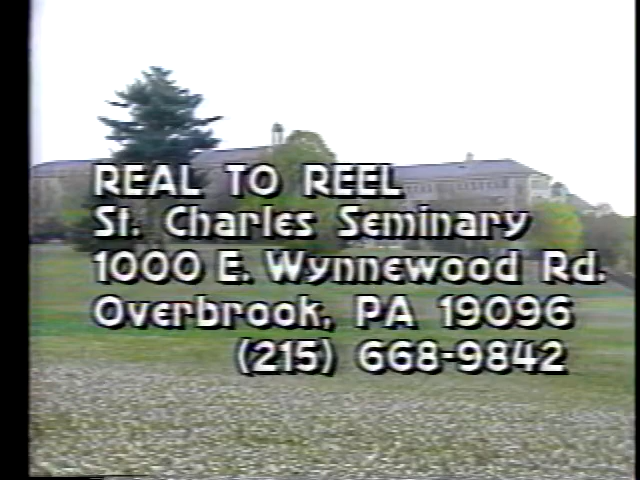 REAL TO REEL
St. Charles Seminary
1000 E. Wynnewood Rd.
Overbrook, PA 19096
(215) 668-9842